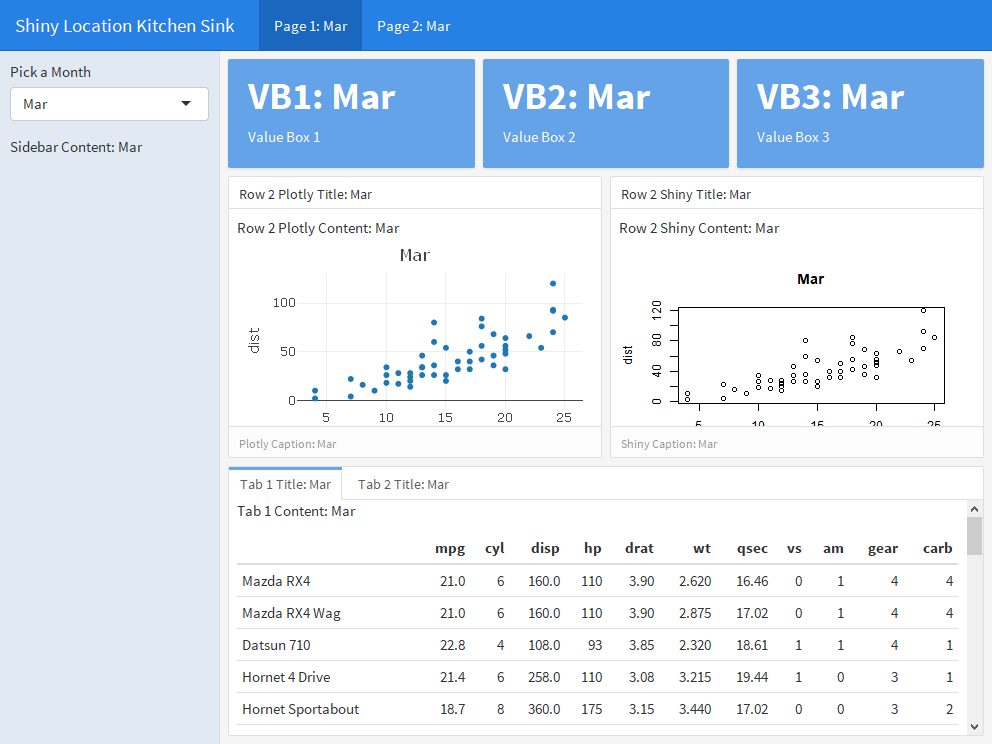 Shiny Location Kitchen Sink Page 1: Mar Page 2: Mar
Pick a Month
Mar
Sidebar Content: Mar
VB1: Mar
Value Box 1
VB2: Mar
Value Box 2
VB3: Mar
Value Box 3
Row 2 Plotly Title: Mar
Row 2 Plotly Content: Mar
Mar
dist
100
50
0
5 10 15 20 25
Plotly Caption: Mar
Row 2 Shiny Title: Mar
Row 2 Shiny Content: Mar
Mar
dist
120
80
40
0
5 10 15 20 25
Shiny Caption: Mar
Tab 1 Title: Mar Tab 2 Title: Mar
Tab 1 Content: Mar
mpg cyl disp hp drat wt qsec vs am gear carb
Mazda RX4 21.0 6 160.0 110 3.90 2.620 16.46 0 1 4 4
Mazda RX4 Wag 21.0 6 160.0 110 3.90 2.875 17.02 0 1 4 4
Datsun 710 22.8 4 108.0 93 3.85 2.320 18.61 1 1 4 1
Hornet 4 Drive 21.4 6 258.0 110 3.08 3.215 19.44 1 0 3 1
Hornet Sportabout 18.7 8 360.0 175 3.15 3.440 17.02 0 0 3 2